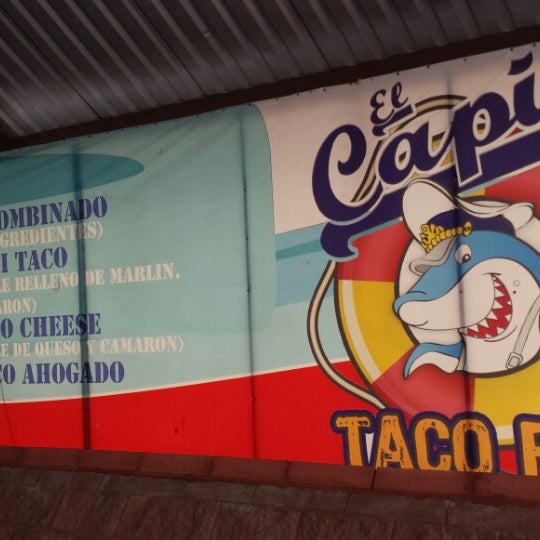 OMBINADO
GREDIENTES)
I TACO
E RELLENO DE MARLIN,
ARON)
O CHEESE
E DE QUESO Y CAMARON)
CO AHOGADO
El
Capi
TACO